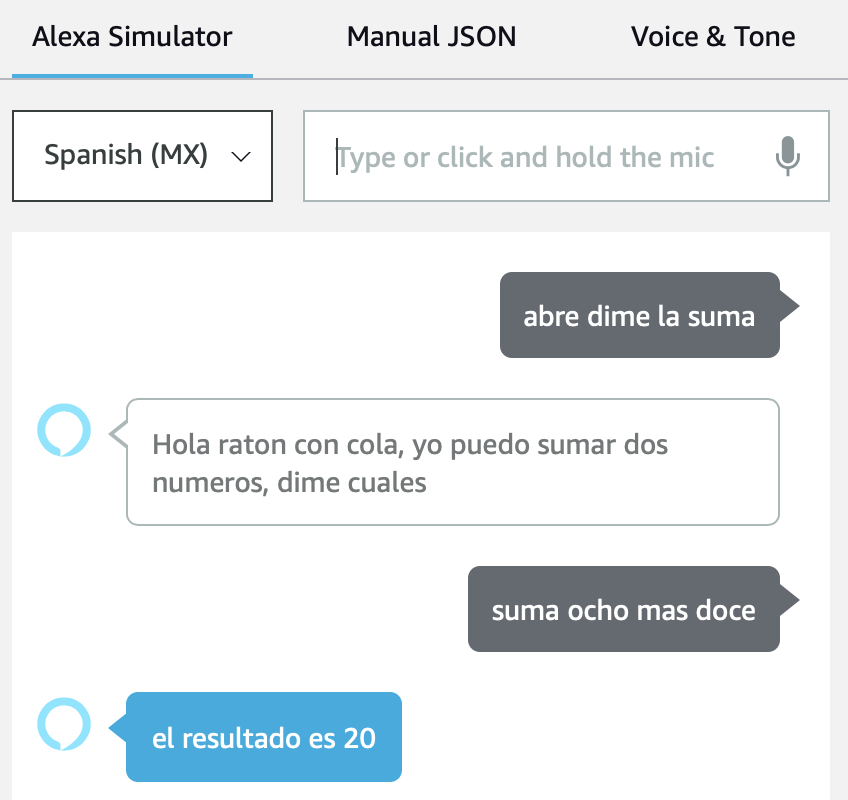 Alexa Simulator
Manual JSON
Voice & Tone
Spanish (MX)
Type or click and hold the mic
abre dime la suma
Hola raton con cola, yo puedo sumar dos
numeros, dime cuales
suma ocho mas doce
el resultado es 20